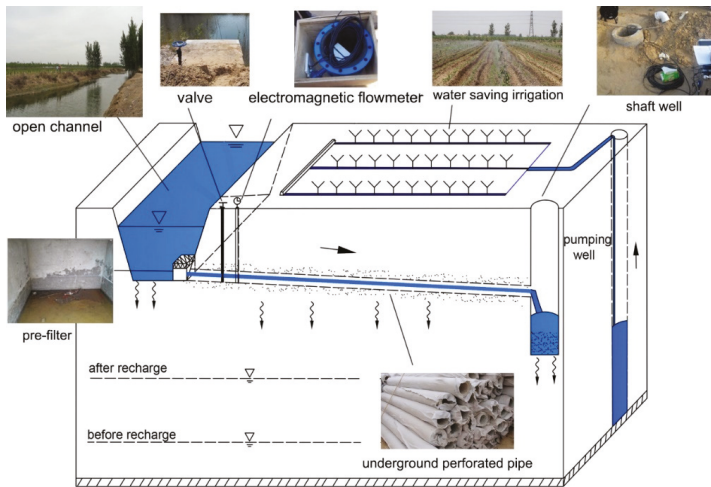 valve
electromagnetic flowmeter
water saving irrigation
shaft well
open channel
pumping
well
pre-filter
after recharge
before recharge
underground perforated pipe